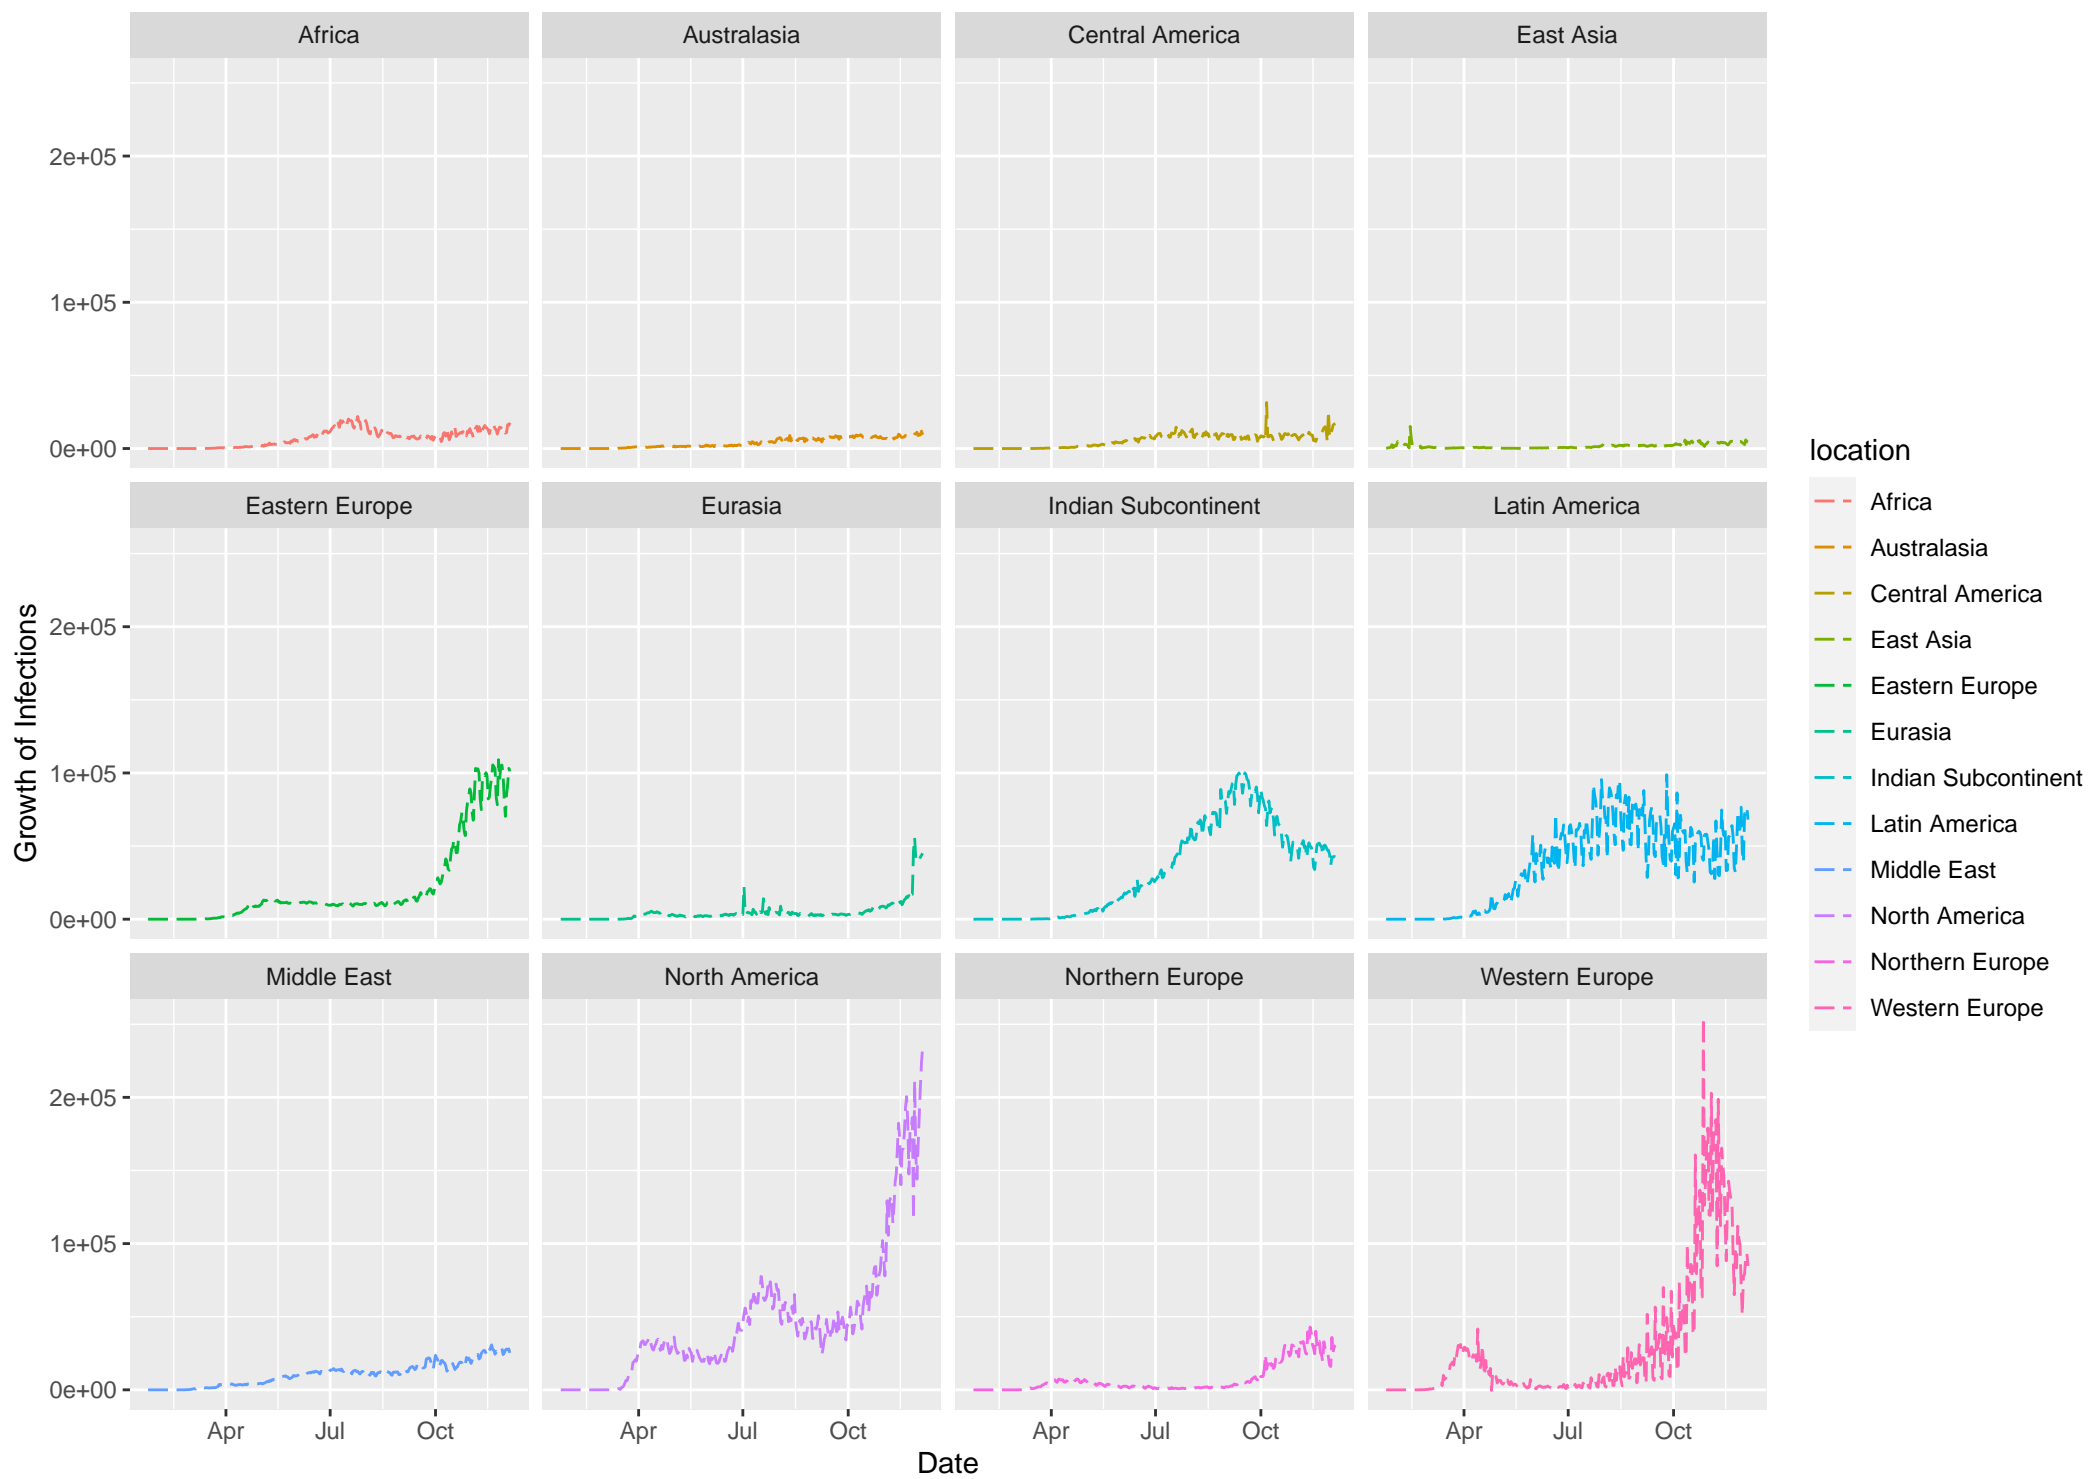 Africa
Australasia
Central America
East Asia
2e+05
1e+05
0e+00
Eastern Europe
Eurasia
Indian Subcontinent
Latin America
2e+05
1e+05
0e+00
Growth of Infections
Middle East
North America
Northern Europe
Western Europe
2e+05
1e+05
0e+00
Apr Jul Oct
Apr Jul Oct
Apr Jul Oct
Apr Jul Oct
Date
location
Africa
Australasia
Central America
East Asia
Eastern Europe
Eurasia
Indian Subcontinent
Latin America
Middle East
North America
Northern Europe
Western Europe